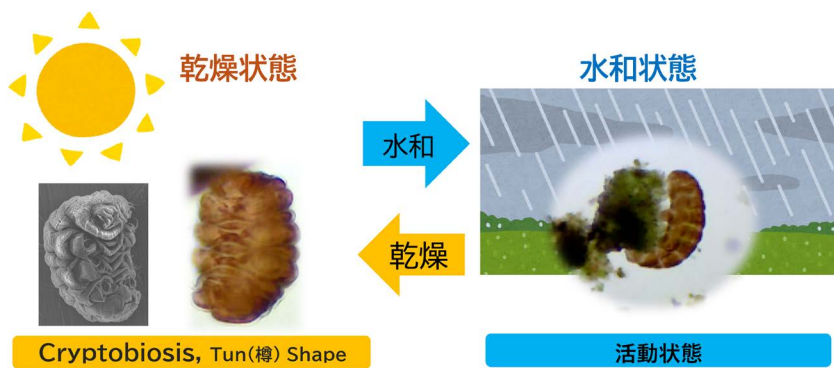 乾燥状態
水和状態
水和
乾燥
Cryptobiosis, Tun(樽) Shape
活動状態